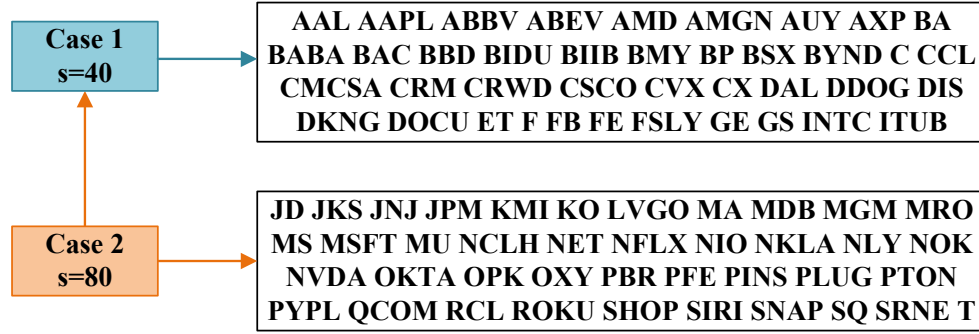 Case 1
s=40
AAL AAPL ABBV ABEV AMD AMGN AUY AXP BA
BABA BAC BBD BIDU BIIB BMY BP BSX BYND C CCL
CMCSA CRM CRWD CSCO CVX CX DAL DDOG DIS
DKNG DOCU ET F FB FE FSLY GE GS INTC ITUB
Case 2
s=80
JD JKS JNJ JPM KMI KO LVGO MA MDB MGM MRO
MS MSFT MU NCLH NET NFLX NIO NKLA NLY NOK
NVDA OKTA OPK OXY PBR PFE PINS PLUG PTON
PYPL QCOM RCL ROKU SHOP SIRI SNAP SQ SRNE T